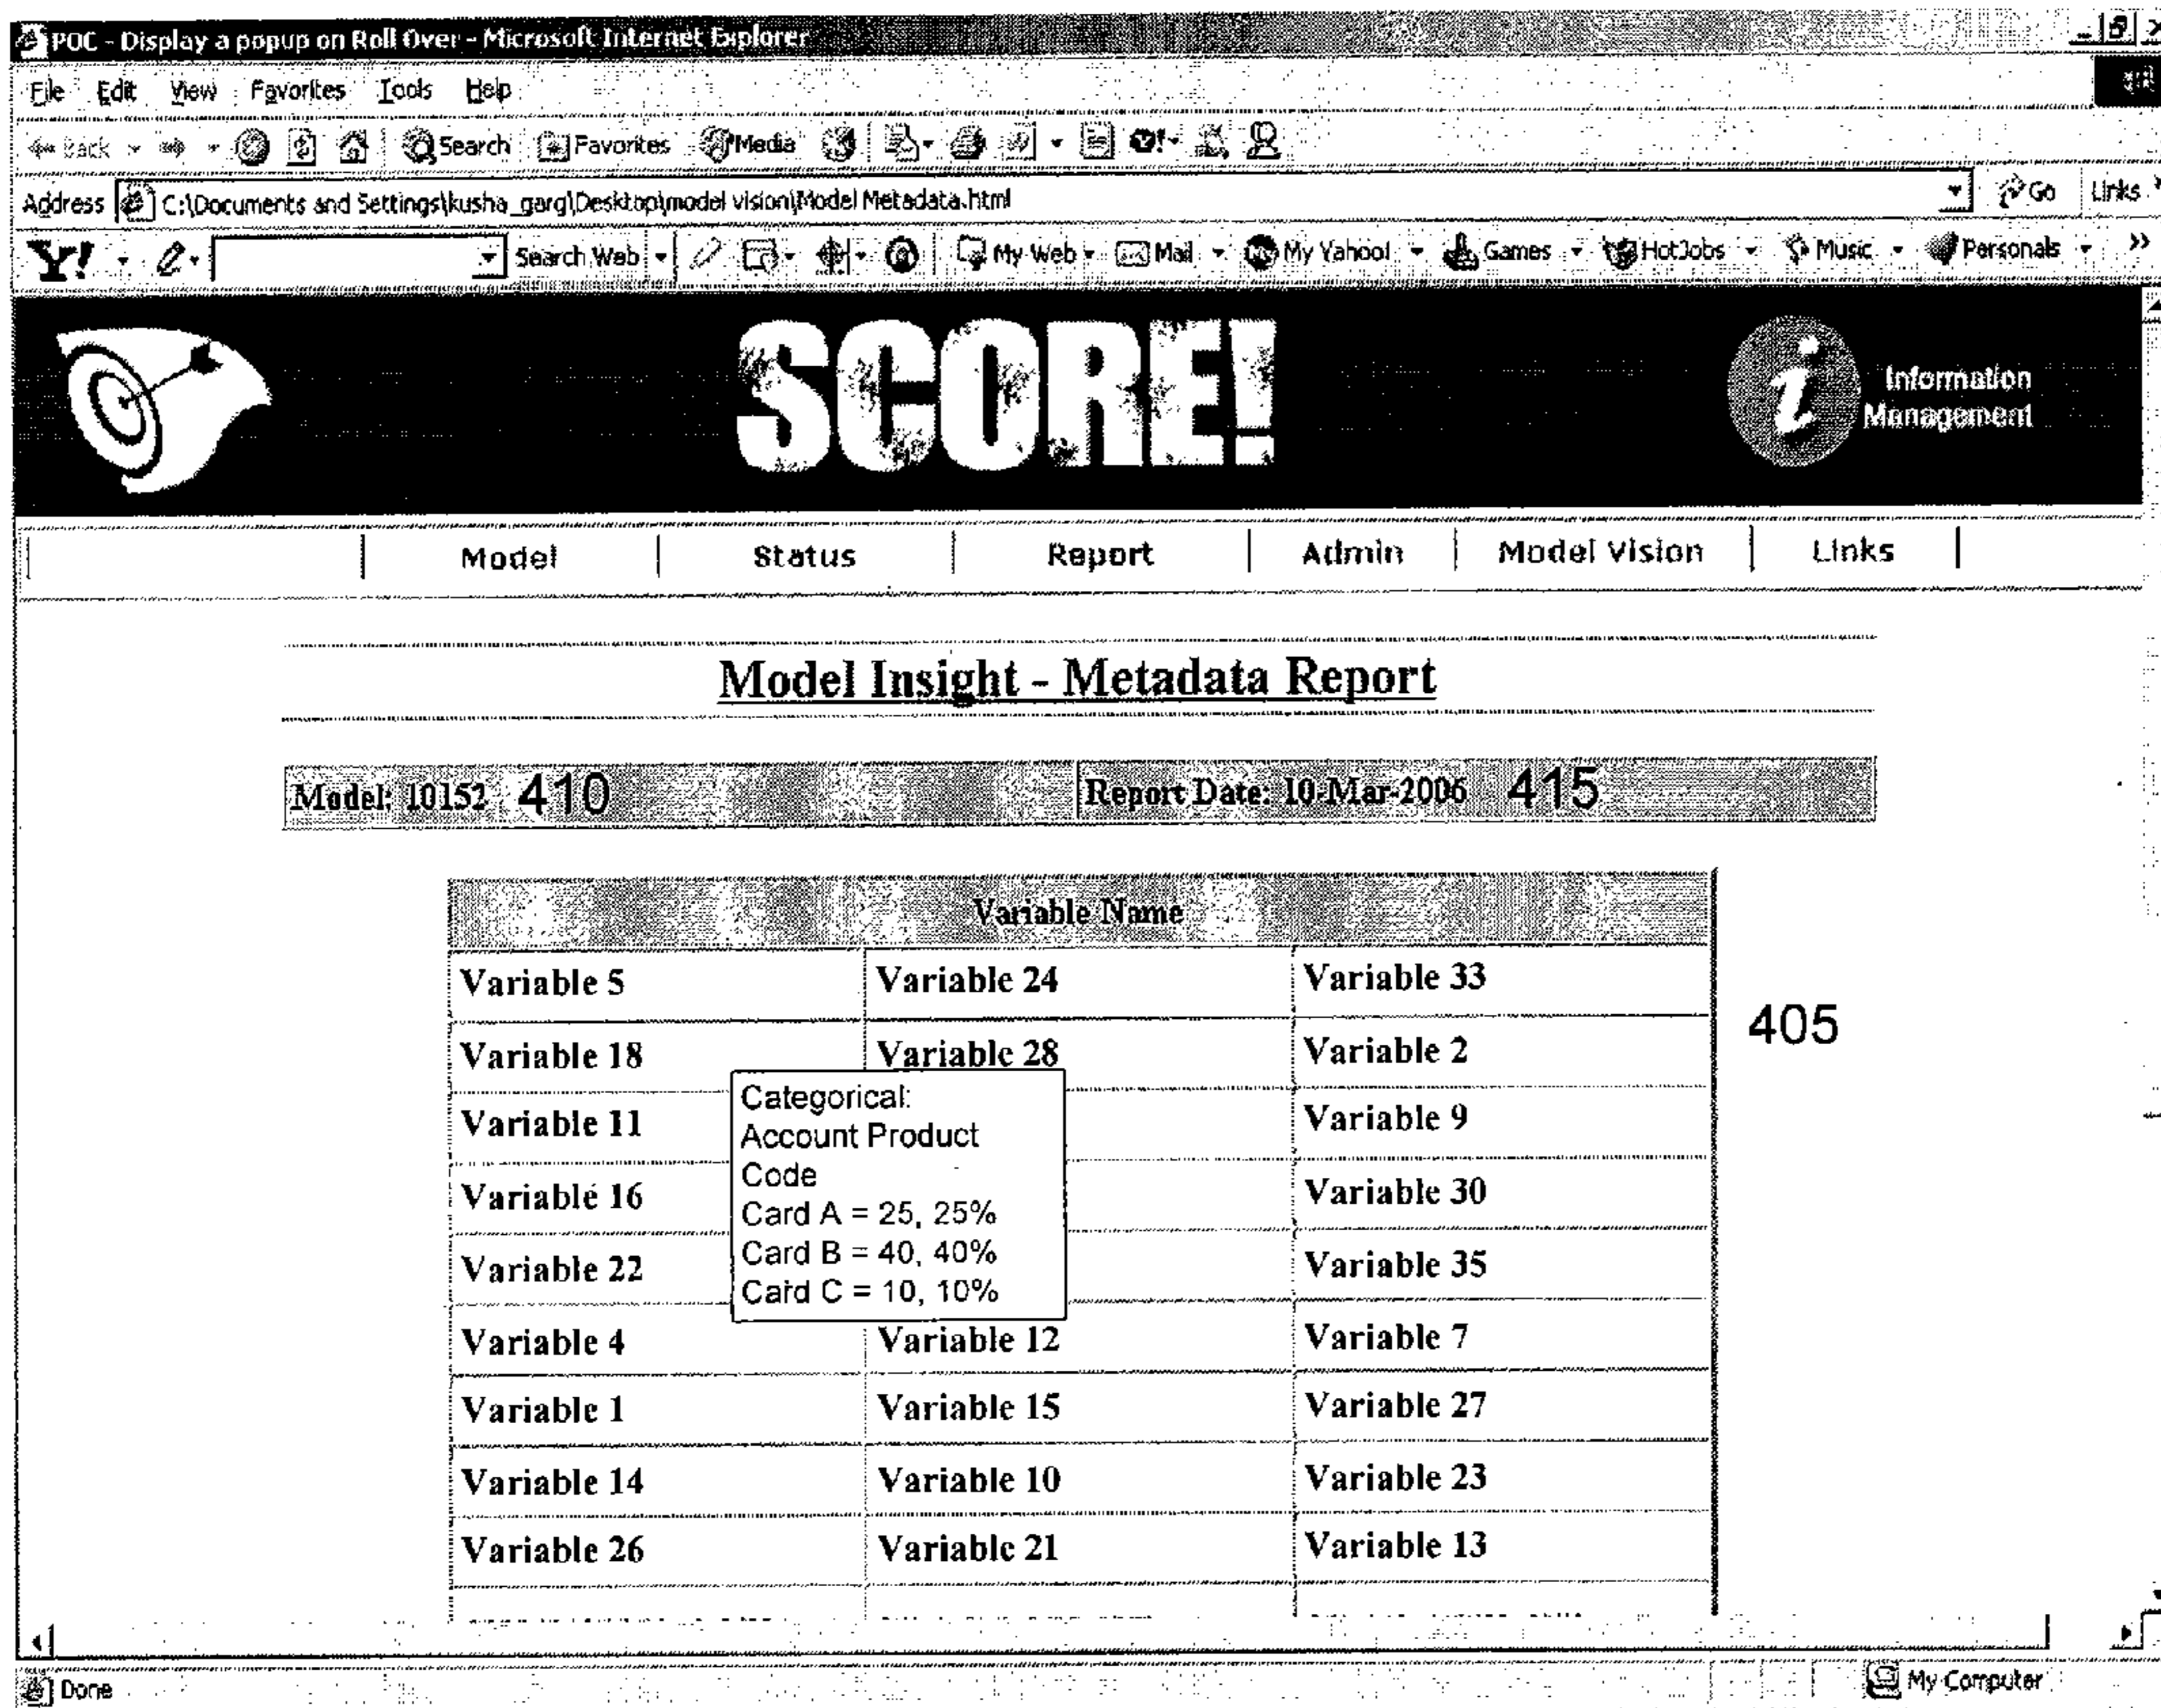 POC - Display a popup on Roll Over - Microsoft Internet Explorer
File Edit View Favorites Tools Help
Back Search Favorites Media
Address C:\Documents and Settings\kusha_garg\Desktop\model vision\Model Metadata.html Go Links
Y! Search Web My Web Mail My Yahoo! Games HotJobs Music Personals »
SCORE!
i Information
Management
Model Status Report Admin Model Vision Links
Model Insight - Metadata Report
Model: 10152 410 Report Date: 10-Mar-2006 415
Variable Name
Variable 5 Variable 24 Variable 33
405
Variable 18 Variable 28 Variable 2
Variable 11 Variable 9
Variable 16 Variable 30
Variable 22 Variable 35
Categorical:
Account Product
Code
Card A = 25, 25%
Card B = 40, 40%
Card C = 10, 10%
Variable 4 Variable 12 Variable 7
Variable 1 Variable 15 Variable 27
Variable 14 Variable 10 Variable 23
Variable 26 Variable 21 Variable 13
Done My Computer